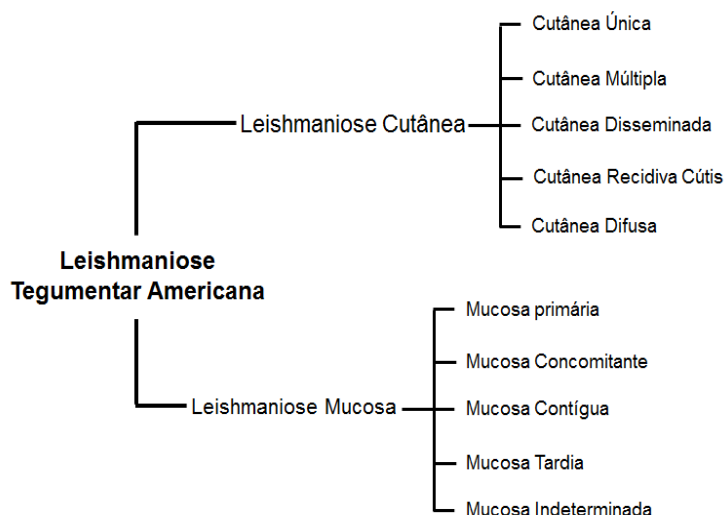 Leishmaniose
Tegumentar Americana
Leishmaniose Cutânea
Cutânea Única
Cutânea Múltipla
Cutânea Disseminada
Cutânea Recidiva Cútis
Cutânea Difusa
Leishmaniose Mucosa
Mucosa primária
Mucosa Concomitante
Mucosa Contígua
Mucosa Tardia
Mucosa Indeterminada